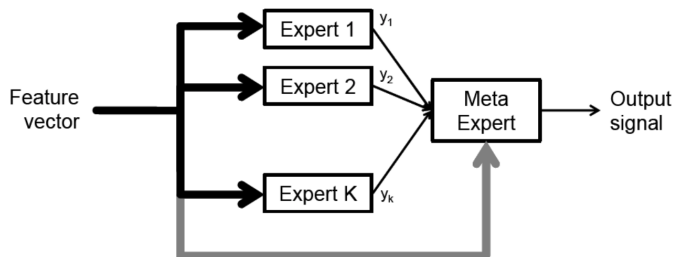 Feature
vector
Expert 1
Expert 2
Expert K
y1
y2
yk
Meta
Expert
Output
signal